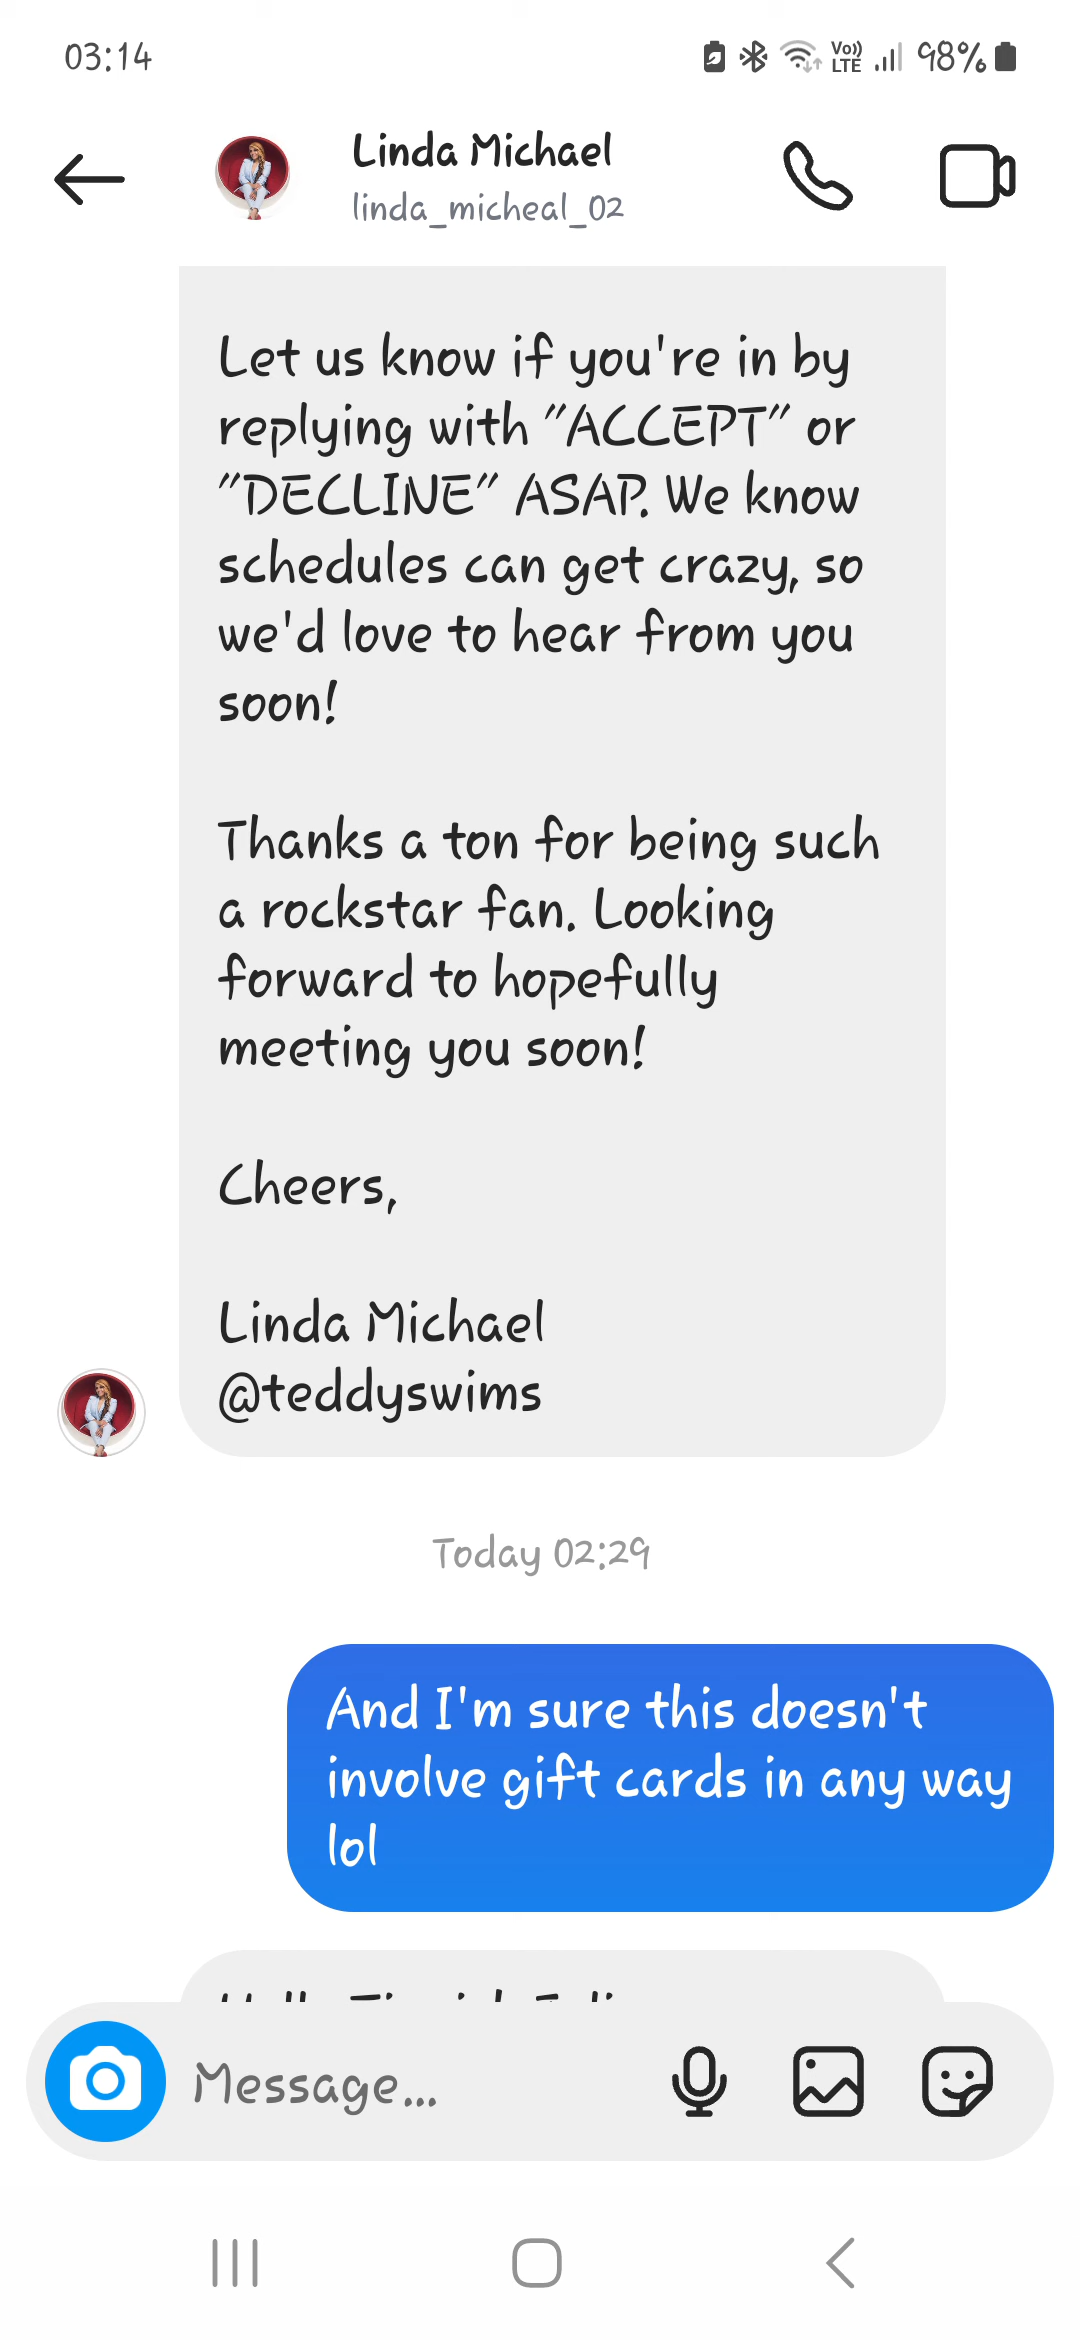 03:14
Vo)) LTE
98%
Linda Michael
linda_micheal_02
Let us know if you're in by
replying with "ACCEPT" or
"DECLINE" ASAP. We know
schedules can get crazy, so
we'd love to hear from you
soon!
Thanks a ton for being such
a rockstar fan. Looking
forward to hopefully
meeting you soon!
Cheers,
Linda Michael
@teddyswims
Today 02:29
And I'm sure this doesn't
involve gift cards in any way
lol
Message...